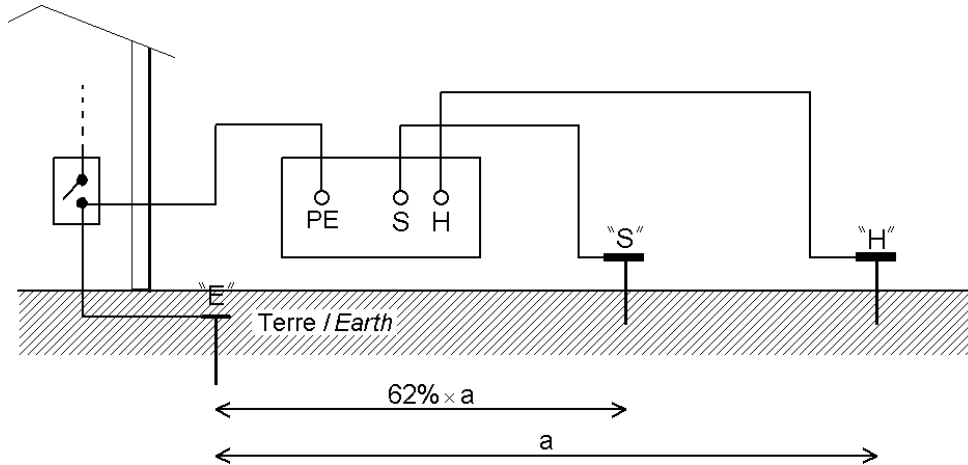 PE S H
"S"
"H"
"E"
Terre / Earth
62% × a
a